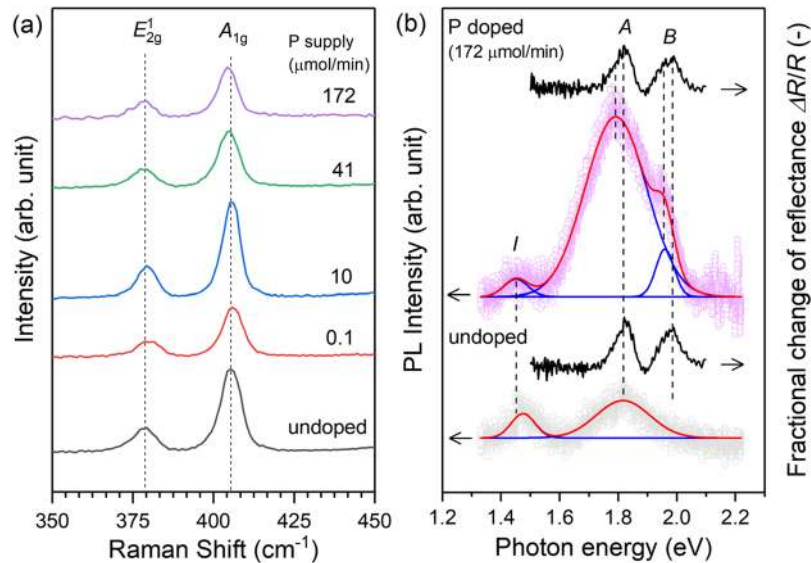 (a)
E¹2g
A1g
P supply
(μmol/min)
172
41
10
0.1
undoped
Intensity (arb. unit)
350
375
400
425
450
Raman Shift (cm⁻¹)
(b)
P doped
(172 μmol/min)
A
B
I
undoped
PL Intensity (arb. unit)
Fractional change of reflectance ΔR/R (-)
1.2
1.4
1.6
1.8
2.0
2.2
Photon energy (eV)